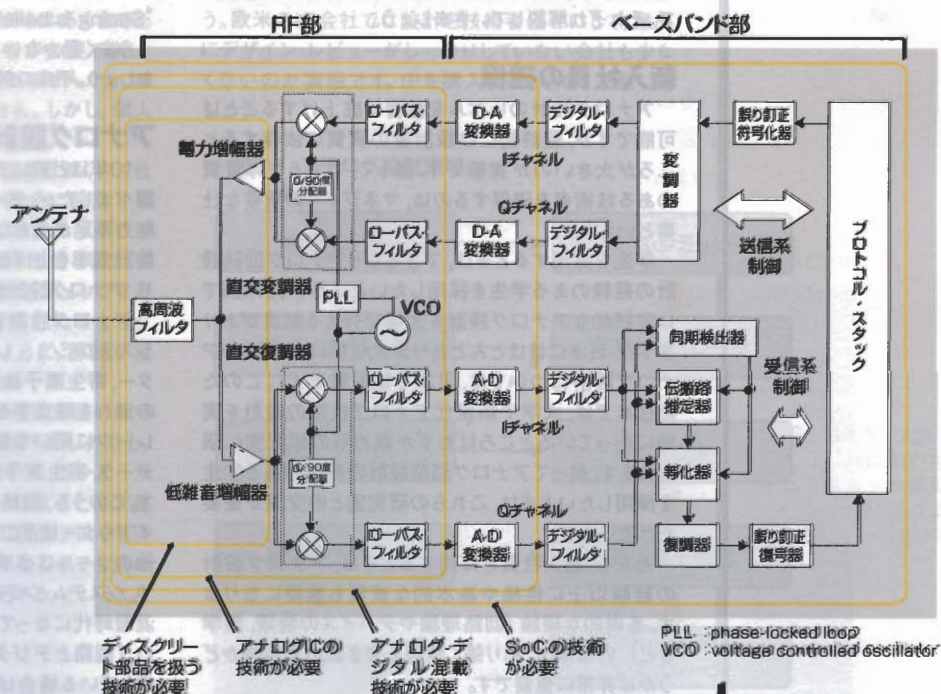 RF部
ベースバンド部
電力増幅器
アンテナ
高周波
フィルタ
直交変調器
直交復調器
低雑音増幅器
0/90度
分配器
PLL
VCO
0/90度
分配器
ローパス・
フィルタ
D-A
変換器
デジタル・
フィルタ
Iチャネル
Qチャネル
ローパス・
フィルタ
D-A
変換器
デジタル・
フィルタ
変調器
誤り訂正
符号化器
送信系
制御
プロトコル・スタック
ローパス・
フィルタ
A-D
変換器
デジタル・
フィルタ
Iチャネル
Qチャネル
ローパス・
フィルタ
A-D
変換器
デジタル・
フィルタ
同期検出器
伝搬路
推定器
等化器
復調器
誤り訂正
復号器
受信系
制御
ディスクリー
ト部品を扱う
技術が必要
アナログICの
技術が必要
アナログ-デ
ジタル混載
技術が必要
SoCの技術
が必要
PLL :phase-locked loop
VCO :voltage controlled oscillator